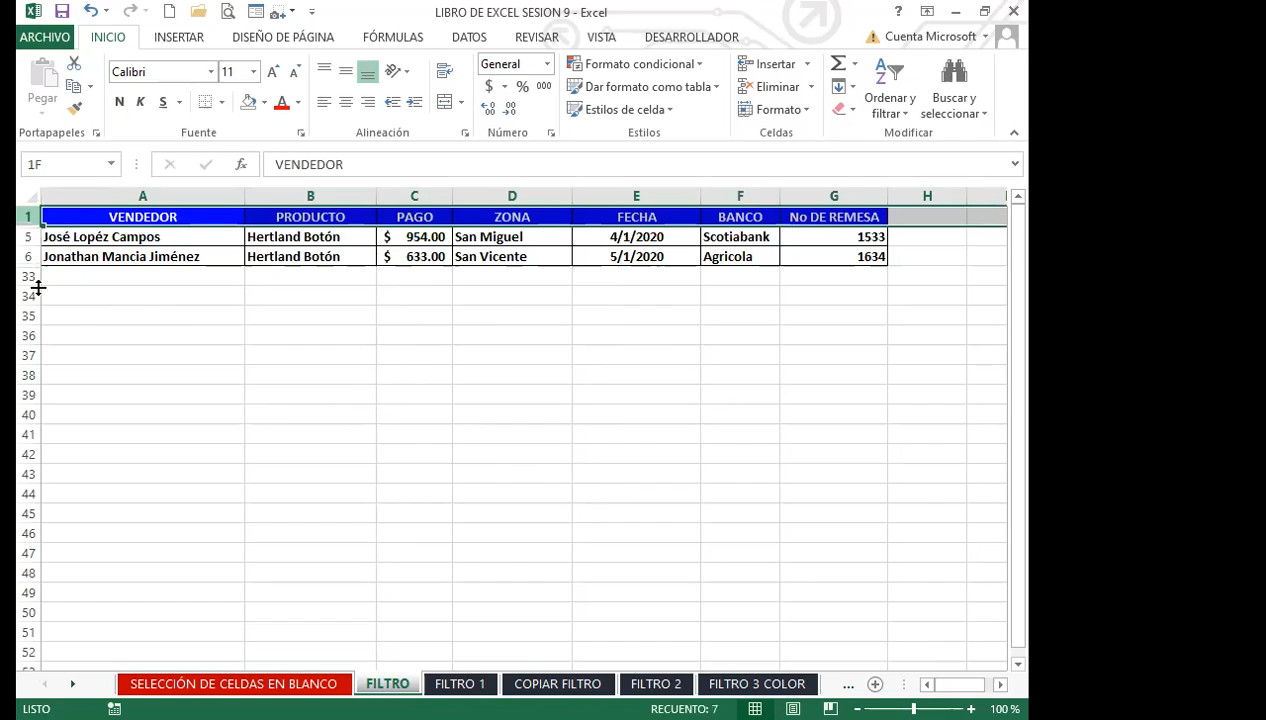 LIBRO DE EXCEL SESION 9 - Excel
ARCHIVO INICIO INSERTAR DISEÑO DE PÁGINA FÓRMULAS DATOS REVISAR VISTA DESARROLLADOR Cuenta Microsoft
Calibri 11 General Formato condicional Insertar
Pegar N K S $ % 000 Dar formato como tabla Eliminar Ordenar y filtrar Buscar y seleccionar
Estilos de celda Formato
Portapapeles Fuente Alineación Número Estilos Celdas Modificar
1F fx VENDEDOR
A B C D E F G H
1 VENDEDOR PRODUCTO PAGO ZONA FECHA BANCO No DE REMESA
5 José Lopéz Campos Hertland Botón $ 954.00 San Miguel 4/1/2020 Scotiabank 1533
6 Jonathan Mancia Jiménez Hertland Botón $ 633.00 San Vicente 5/1/2020 Agricola 1634
33
34
35
36
37
38
39
40
41
42
43
44
45
46
47
48
49
50
51
52
SELECCIÓN DE CELDAS EN BLANCO FILTRO FILTRO 1 COPIAR FILTRO FILTRO 2 FILTRO 3 COLOR ...
LISTO RECUENTO: 7 100 %